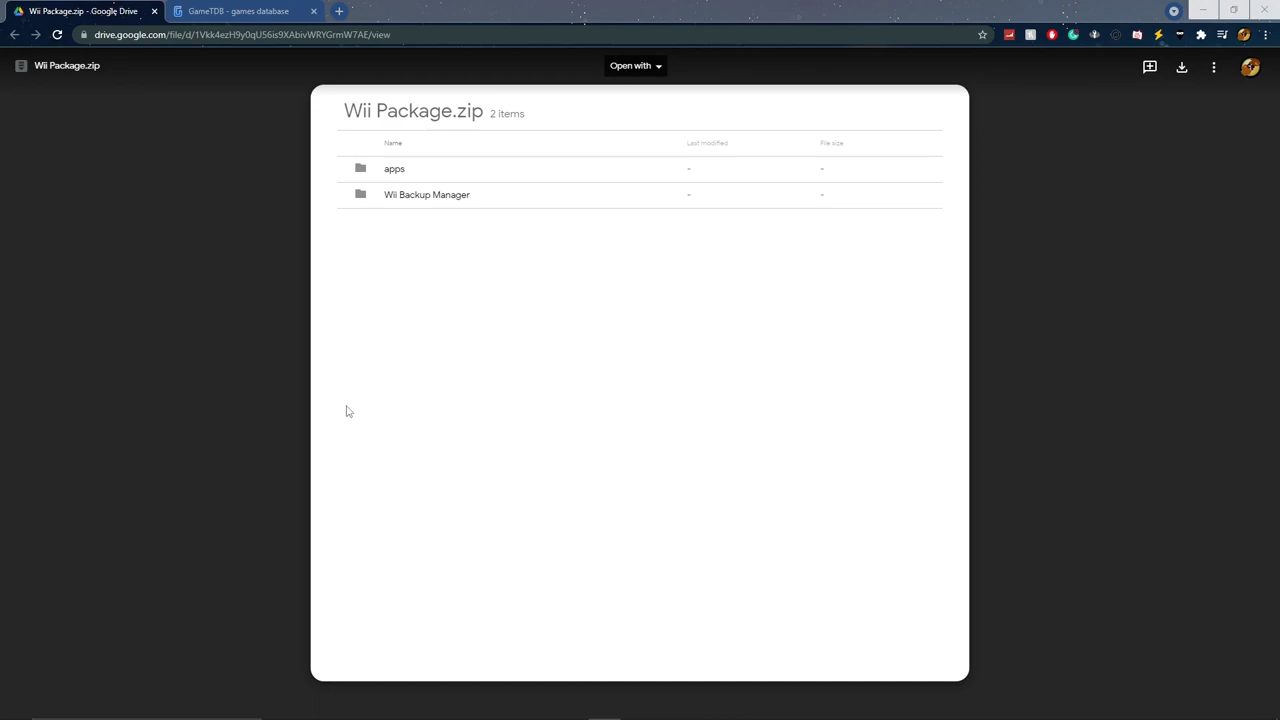 Wii Package.zip - Google Drive
GameTDB - games database
drive.google.com/file/d/1Vkk4ezH9y0qUS6is9XAbivWRYGrmW7AE/view
Wii Package.zip
Open with
Wii Package.zip 2 items
Name Last modified File size
apps - -
Wii Backup Manager - -